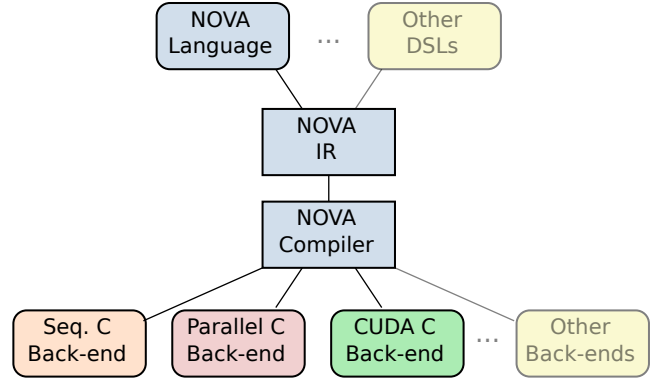 NOVA
Language
...
Other
DSLs
NOVA
IR
NOVA
Compiler
Seq. C
Back-end
Parallel C
Back-end
CUDA C
Back-end
...
Other
Back-ends